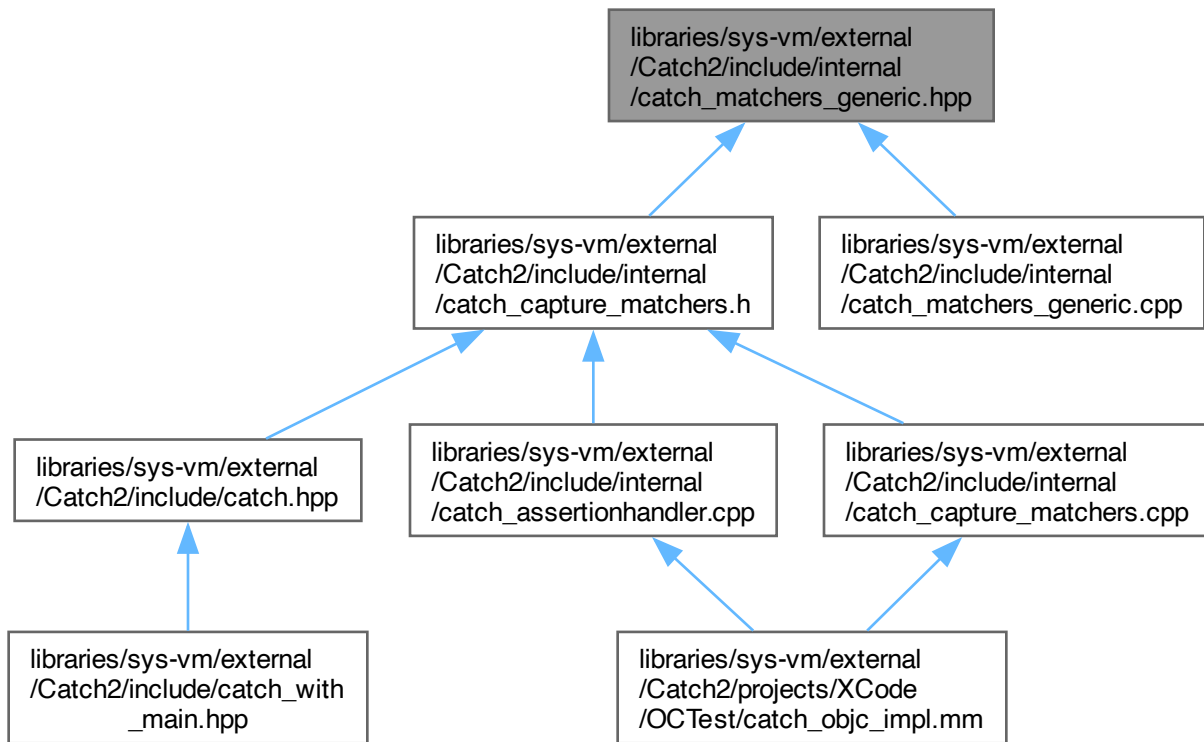 libraries/sys-vm/external
/Catch2/include/internal
/catch_matchers_generic.hpp
libraries/sys-vm/external
/Catch2/include/internal
/catch_capture_matchers.h
libraries/sys-vm/external
/Catch2/include/internal
/catch_matchers_generic.cpp
libraries/sys-vm/external
/Catch2/include/catch.hpp
libraries/sys-vm/external
/Catch2/include/internal
/catch_assertionhandler.cpp
libraries/sys-vm/external
/Catch2/include/internal
/catch_capture_matchers.cpp
libraries/sys-vm/external
/Catch2/include/catch_with
_main.hpp
libraries/sys-vm/external
/Catch2/projects/XCode
/OCTest/catch_objc_impl.mm